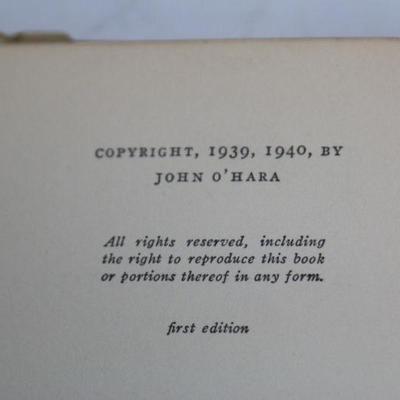 COPYRIGHT, 1939, 1940, BY
JOHN O'HARA
All rights reserved, including
the right to reproduce this book
or portions thereof in any form.
first edition